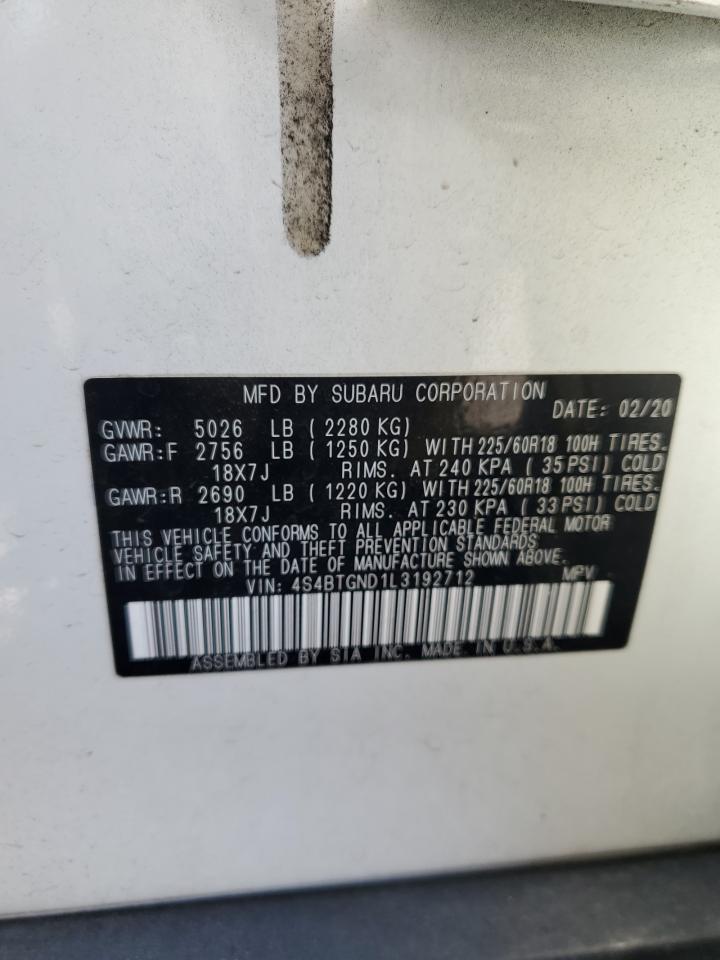 MFD BY SUBARU CORPORATION
DATE: 02/20
GVWR: 5026 LB ( 2280 KG)
GAWR:F 2756 LB ( 1250 KG) WITH 225/60R18 100H TIRES.
18X7J RIMS. AT 240 KPA ( 35 PSI) COLD
GAWR:R 2690 LB ( 1220 KG) WITH 225/60R18 100H TIRES.
18X7J RIMS. AT 230 KPA ( 33 PSI) COLD
THIS VEHICLE CONFORMS TO ALL APPLICABLE FEDERAL MOTOR
VEHICLE SAFETY AND THEFT PREVENTION STANDARDS
IN EFFECT ON THE DATE OF MANUFACTURE SHOWN ABOVE.
VIN: 4S4BTGND1L3192712 MPV
ASSEMBLED BY SIA INC. MADE IN U.S.A.